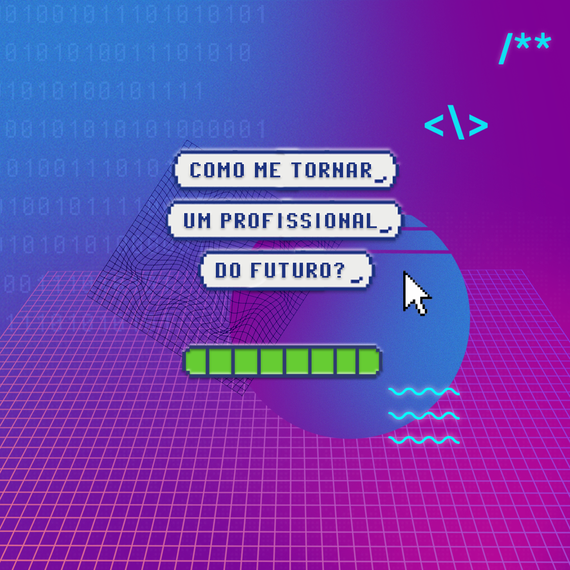 /**
<\>
COMO ME TORNAR_
UM PROFISSIONAL_
DO FUTURO?_